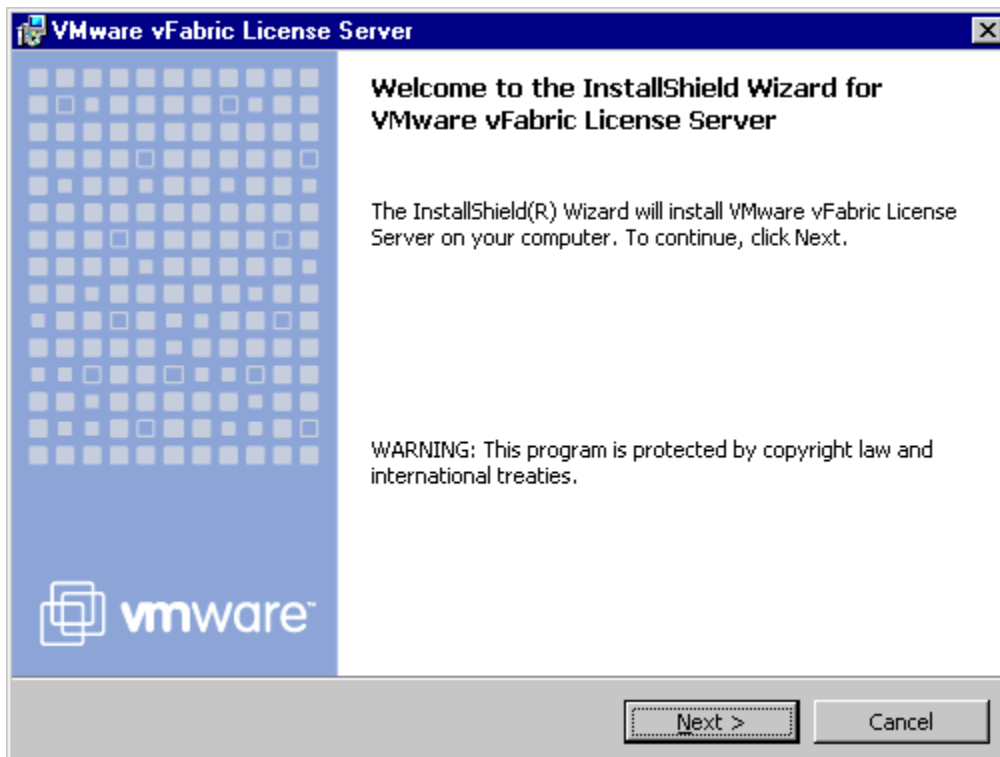 VMware vFabric License Server
Welcome to the InstallShield Wizard for
VMware vFabric License Server
The InstallShield(R) Wizard will install VMware vFabric License
Server on your computer. To continue, click Next.
WARNING: This program is protected by copyright law and
international treaties.
vmware™
Next >
Cancel